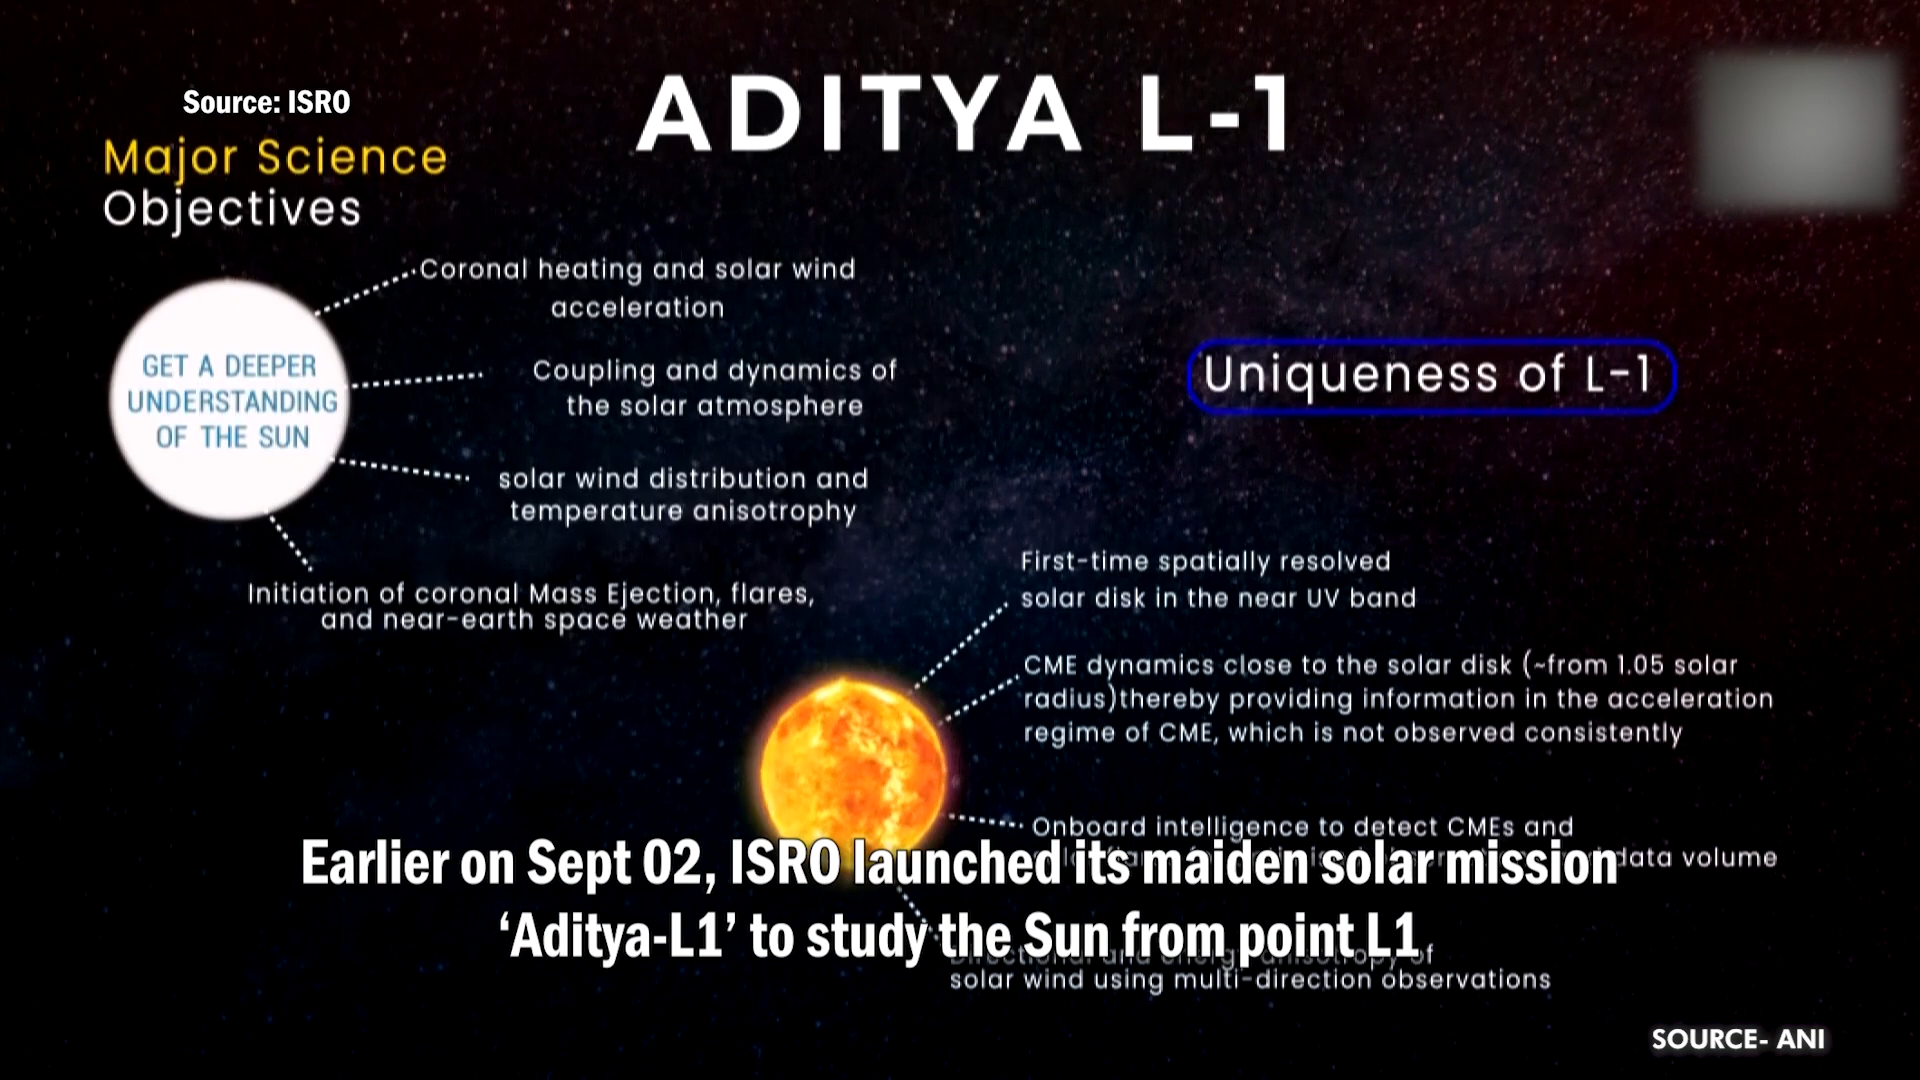 ADITYA L-1
Source: ISRO
Major Science
Objectives
GET A DEEPER
UNDERSTANDING
OF THE SUN
Coronal heating and solar wind
acceleration
Coupling and dynamics of
the solar atmosphere
solar wind distribution and
temperature anisotrophy
Initiation of coronal Mass Ejection, flares,
and near-earth space weather
Uniqueness of L-1
First-time spatially resolved
solar disk in the near UV band
CME dynamics close to the solar disk (~from 1.05 solar
radius)thereby providing information in the acceleration
regime of CME, which is not observed consistently
Onboard intelligence to detect CMEs and
data volume
Directional and energy anisotropy of
solar wind using multi-direction observations
Earlier on Sept 02, ISRO launched its maiden solar mission
‘Aditya-L1’ to study the Sun from point L1
SOURCE- ANI